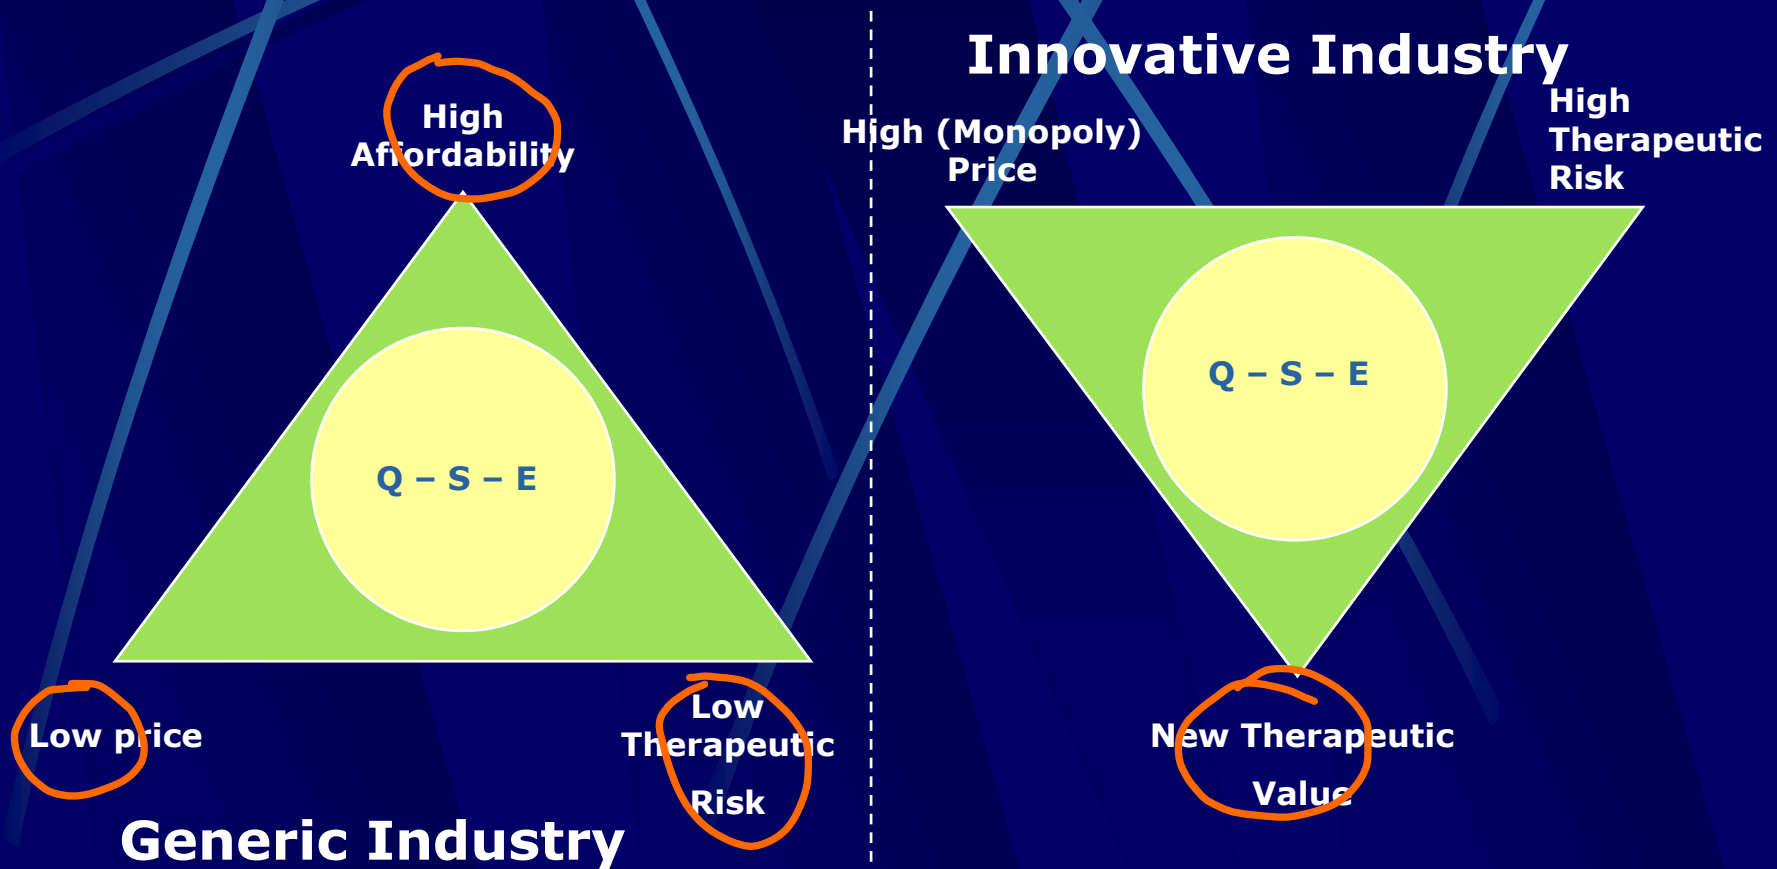 High
Affordability
Q – S – E
Low price
Low
Therapeutic
Risk
Generic Industry
Innovative Industry
High (Monopoly)
Price
High
Therapeutic
Risk
Q – S – E
New Therapeutic
Value